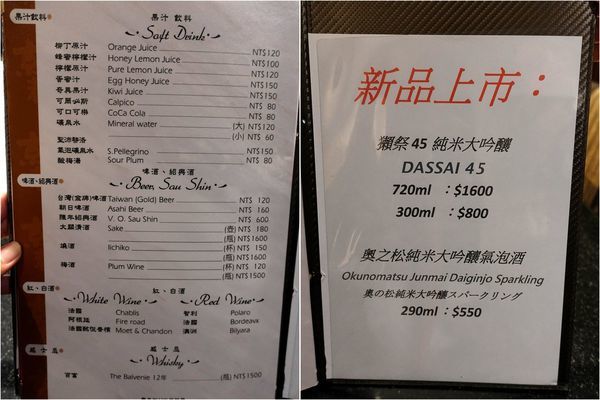 果汁飲料
果汁 飲料
Saft Drink
柳丁原汁 Orange Juice NT$120
蜂蜜檸檬汁 Honey Lemon Juice NT$100
檸檬原汁 Pure Lemon Juice NT$120
蛋蜜汁 Egg Honey Juice NT$150
奇異果汁 Kiwi Juice NT$150
可爾必斯 Calpico NT$ 80
可口可樂 CoCa Cola NT$ 80
礦泉水 Mineral water (大) NT$120
(小) NT$ 60
聖沛黎洛
氣泡礦泉水 S.Pellegrino NT$150
酸梅湯 Sour Plum NT$ 80
啤酒、紹興酒
啤酒、紹興酒
Beer, Sau Shin
台灣(金牌)啤酒 Taiwan (Gold) Beer NT$ 120
朝日啤酒 Asahi Beer NT$ 160
陳年紹興酒 V. O. Sau Shin NT$ 600
太關清酒 Sake (壺) NT$ 180
(瓶) NT$1600
燒酒 Iichiko (杯) NT$ 150
(瓶) NT$1800
梅酒 Plum Wine (杯) NT$ 120
(瓶) NT$1500
紅、白酒
紅、白酒
White Wine Red Wine
法國 Chablis 智利 Polaro
阿根廷 Fire road 法國 Bordeavx
法國酩悅香檳 Moet & Chandon 澳洲 Bilyara
威士忌
威士忌
Whisky
百富 The Balvenie 12年 (瓶) NT$1500
新品上市：
獺祭 45 純米大吟釀
DASSAI 45
720ml ：$1600
300ml ：$800
奧之松純米大吟釀氣泡酒
Okunomatsu Junmai Daiginjo Sparkling
奥の松純米大吟醸スパークリング
290ml：$550